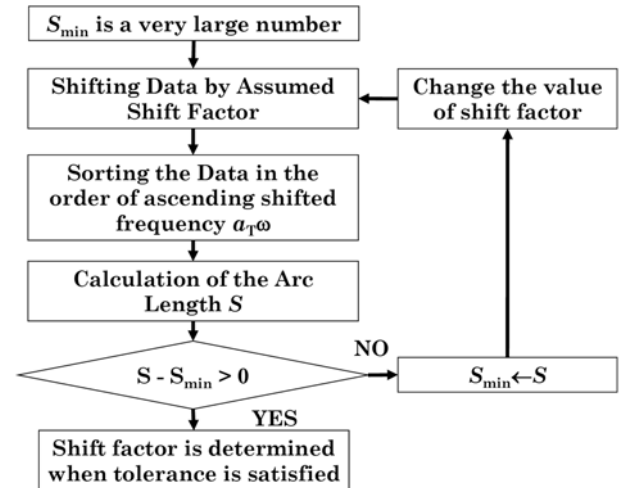 S_min is a very large number
Shifting Data by Assumed
Shift Factor
Change the value
of shift factor
Sorting the Data in the
order of ascending shifted
frequency a_Tω
Calculation of the Arc
Length S
NO
S - S_min > 0
S_min←S
YES
Shift factor is determined
when tolerance is satisfied